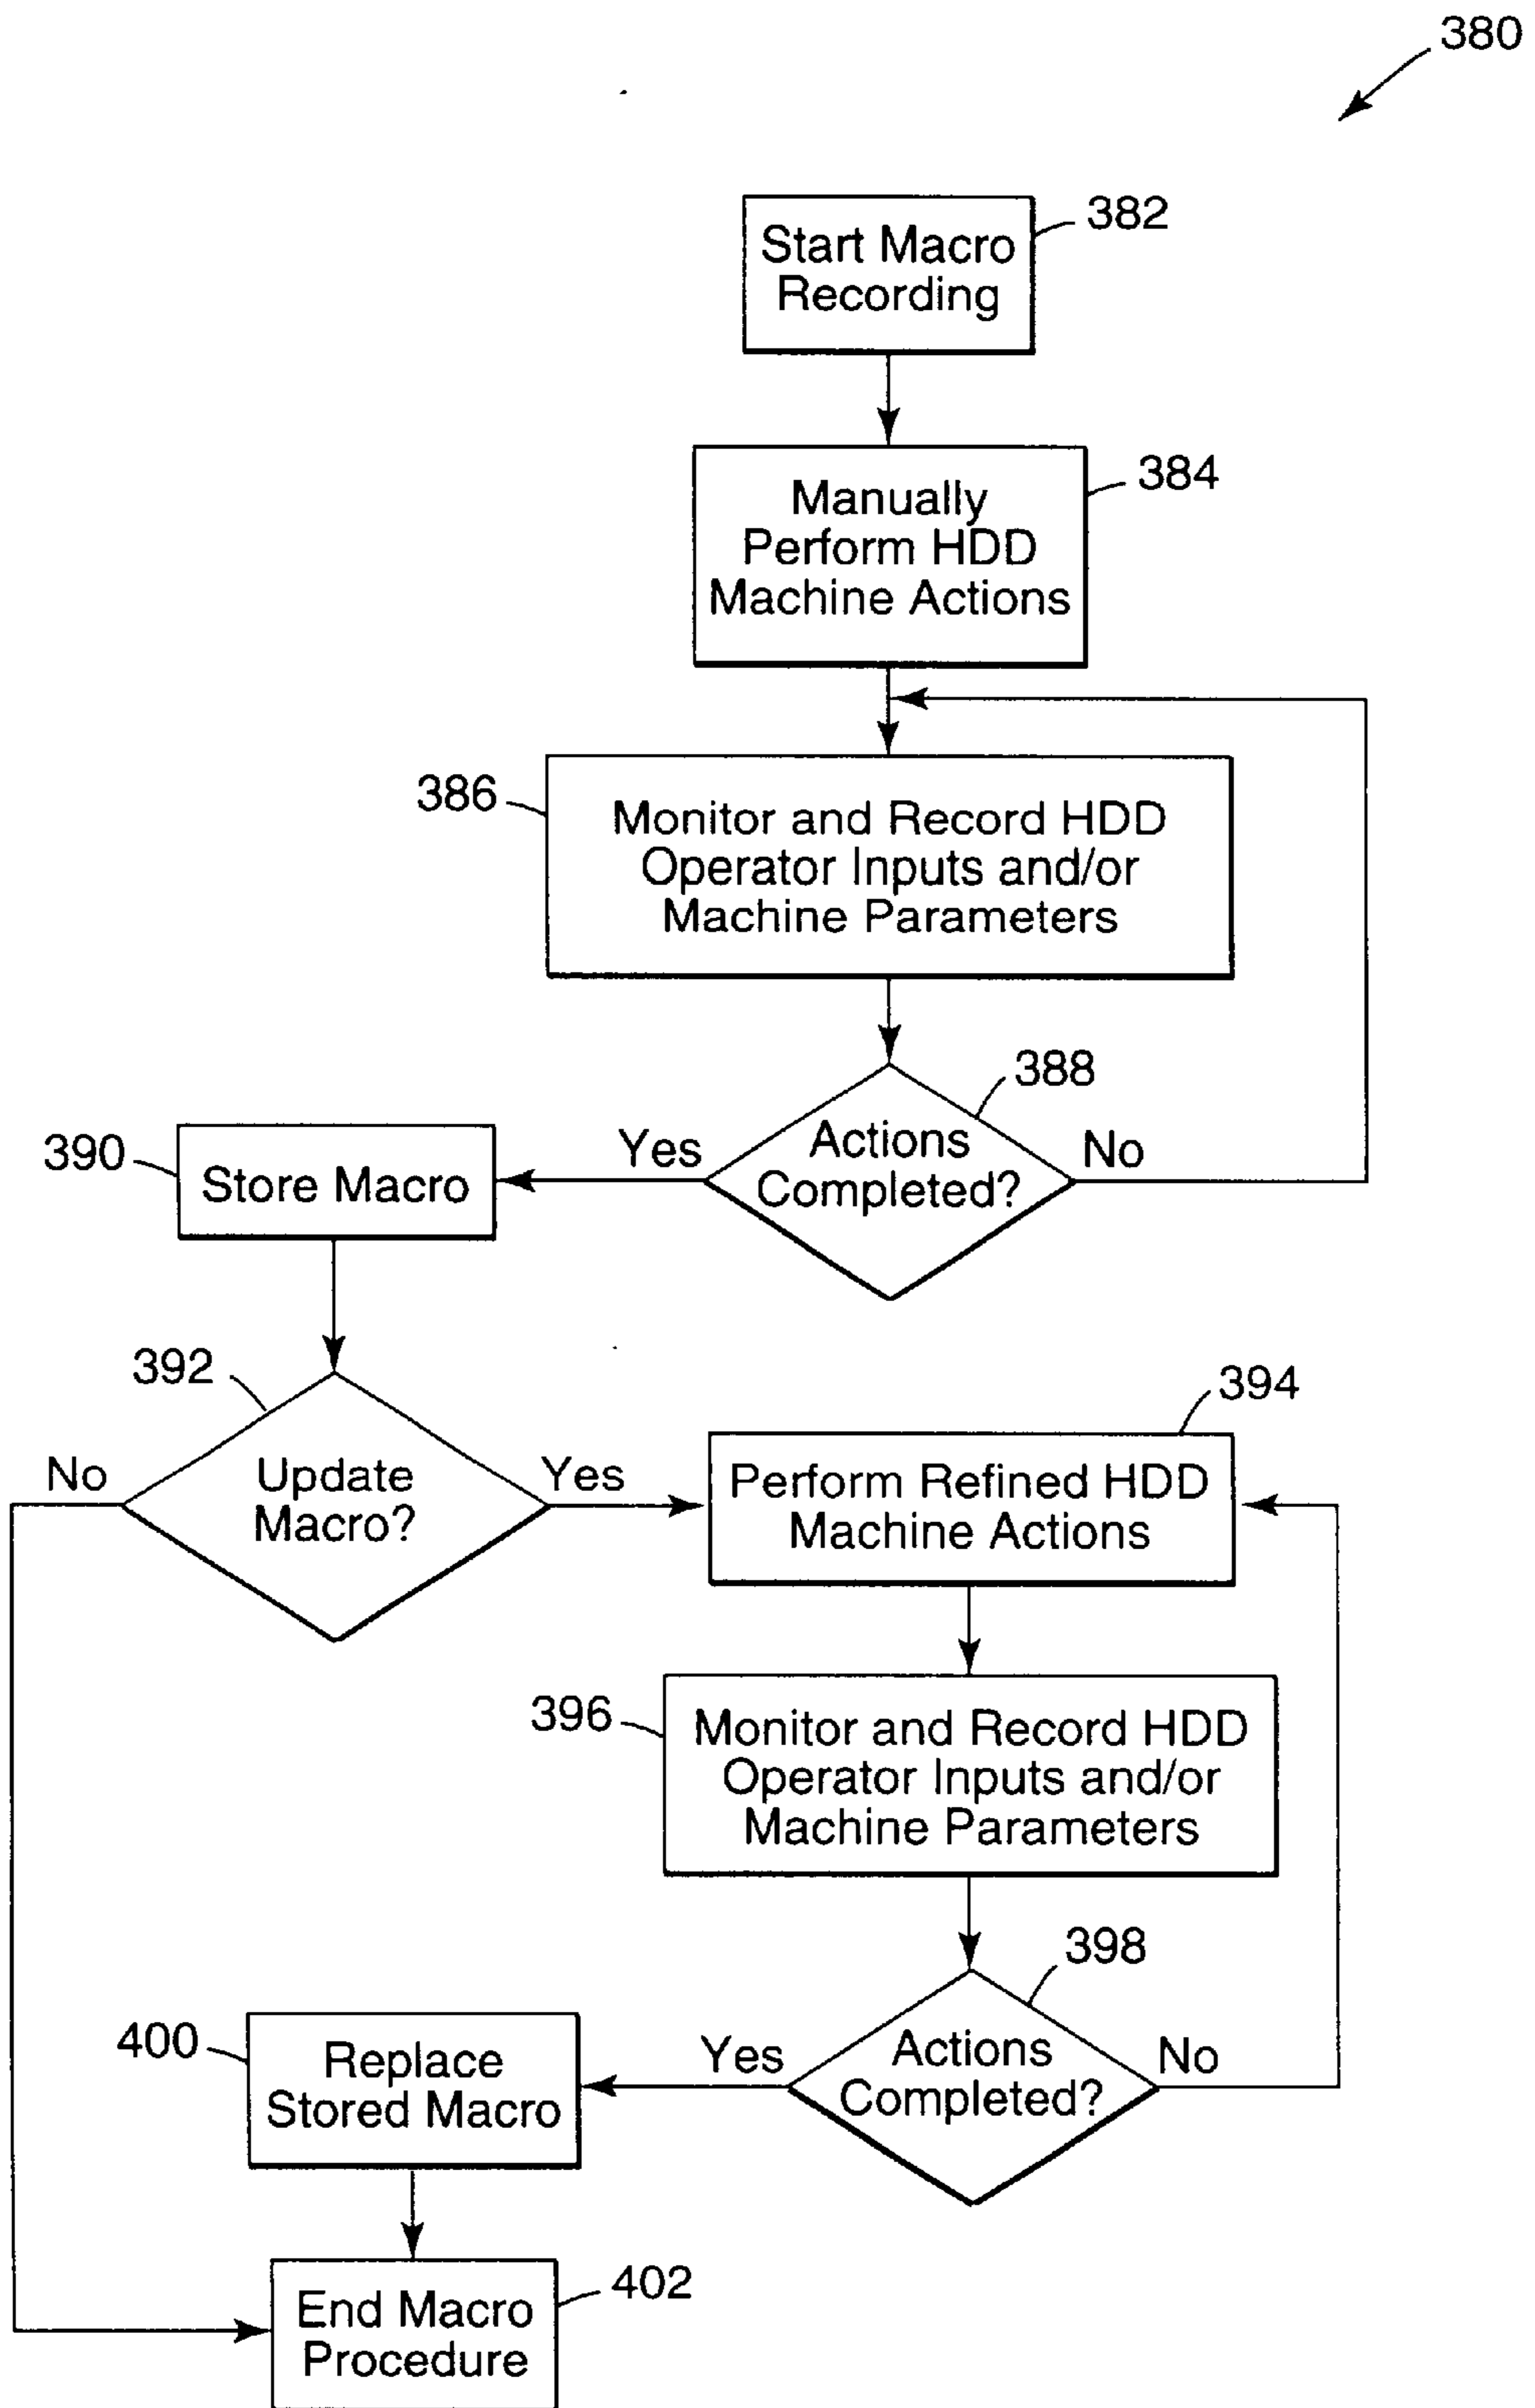 380
382
Start Macro
Recording
384
Manually
Perform HDD
Machine Actions
386
Monitor and Record HDD
Operator Inputs and/or
Machine Parameters
388
Actions
Completed?
Yes
No
390
Store Macro
392
Update
Macro?
No
Yes
394
Perform Refined HDD
Machine Actions
396
Monitor and Record HDD
Operator Inputs and/or
Machine Parameters
398
Actions
Completed?
Yes
No
400
Replace
Stored Macro
402
End Macro
Procedure